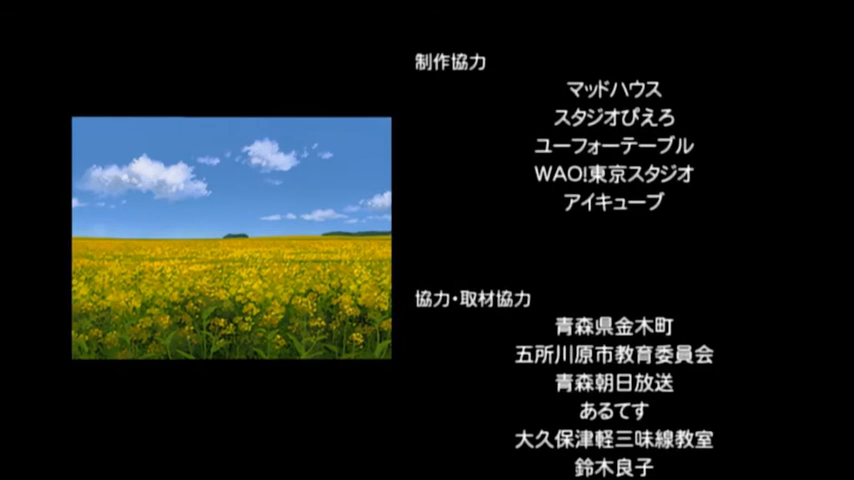 制作協力
マッドハウス
スタジオぴえろ
ユーフォーテーブル
WAO!東京スタジオ
アイキューブ
協力・取材協力
青森県金木町
五所川原市教育委員会
青森朝日放送
あるてす
大久保津軽三味線教室
鈴木良子